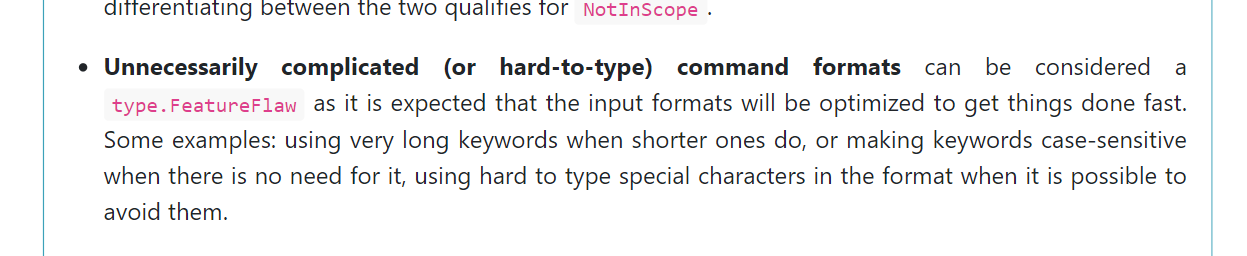 differentiating between the two qualifies for NotInScope.
• Unnecessarily complicated (or hard-to-type) command formats can be considered a
type.FeatureFlaw as it is expected that the input formats will be optimized to get things done fast.
Some examples: using very long keywords when shorter ones do, or making keywords case-sensitive
when there is no need for it, using hard to type special characters in the format when it is possible to
avoid them.